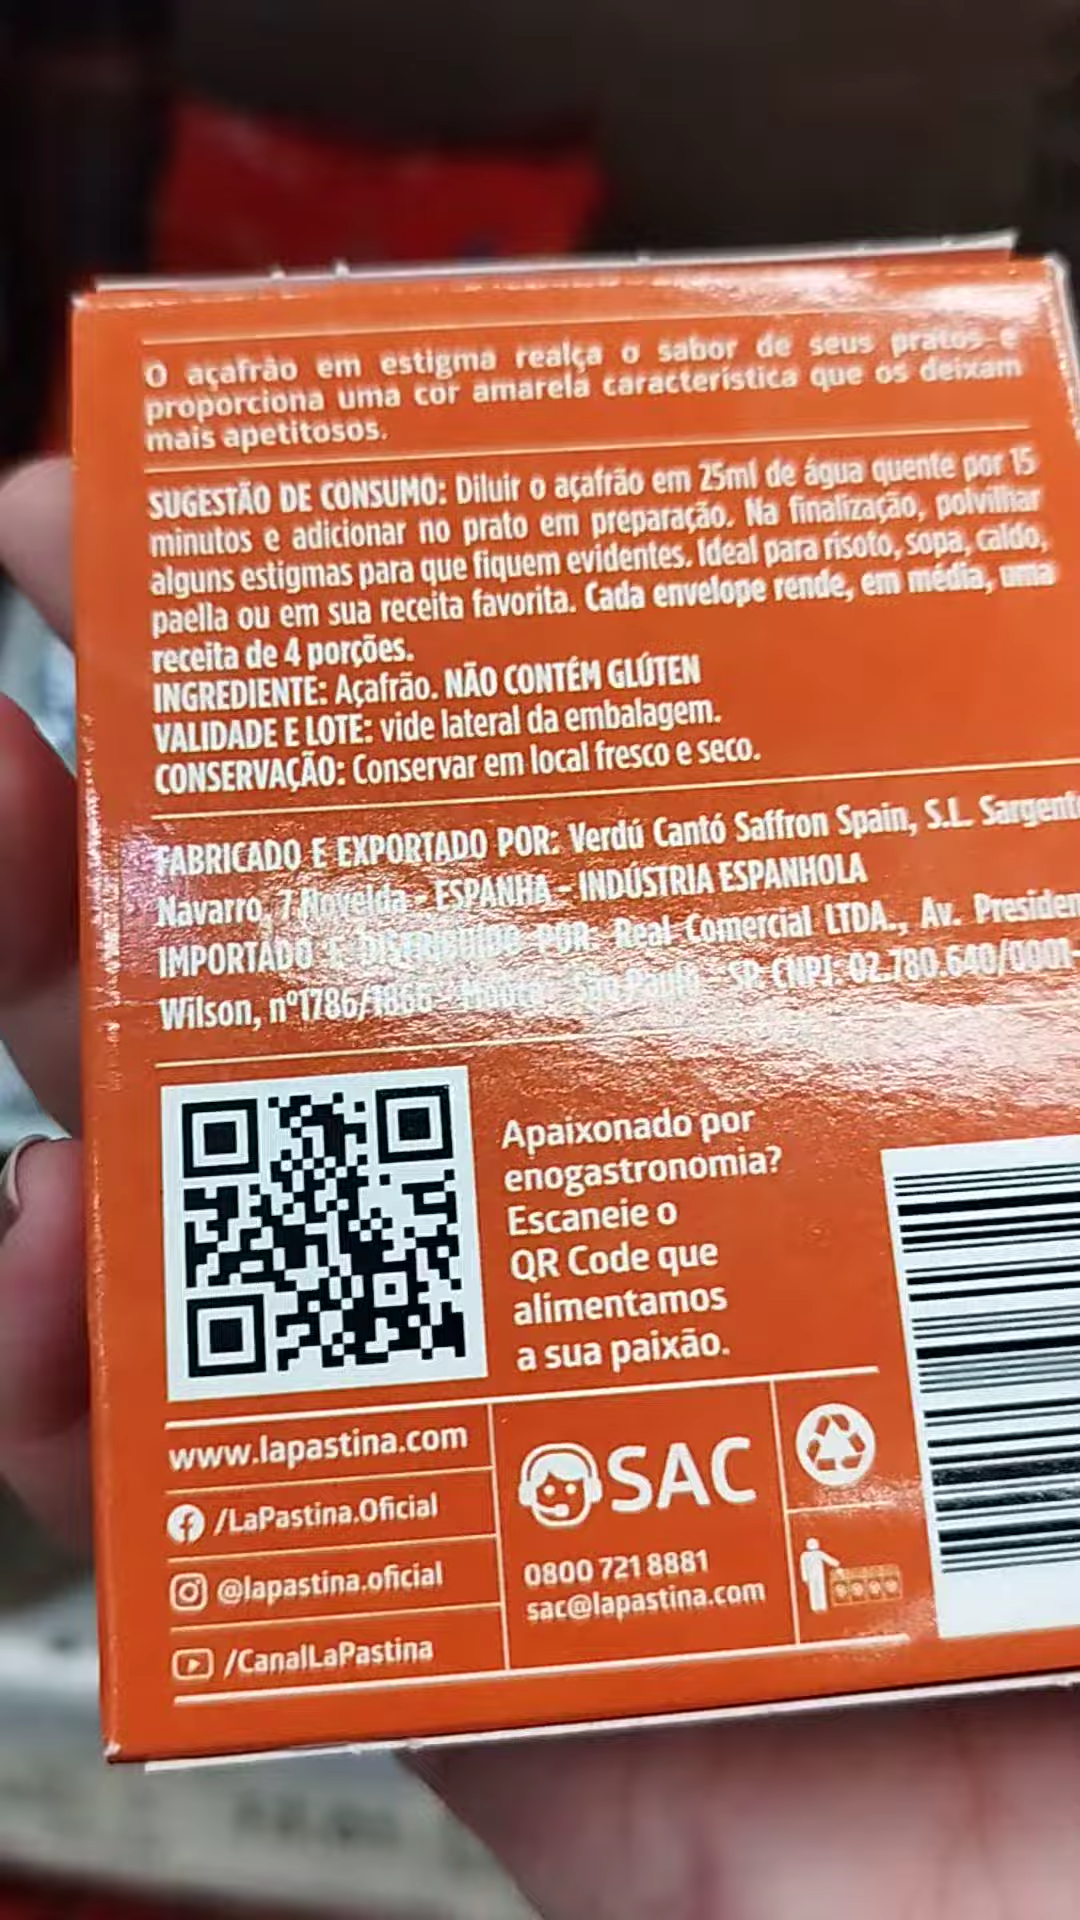 O açafrão em estigma realça o sabor de seus pratos e
proporciona uma cor amarela característica que os deixam
mais apetitosos.
SUGESTÃO DE CONSUMO: Diluir o açafrão em 25ml de água quente por 15
minutos e adicionar no prato em preparação. Na finalização, polvilhar
alguns estigmas para que fiquem evidentes. Ideal para risoto, sopa, caldo,
paella ou em sua receita favorita. Cada envelope rende, em média, uma
receita de 4 porções.
INGREDIENTE: Açafrão. NÃO CONTÉM GLÚTEN
VALIDADE E LOTE: vide lateral da embalagem.
CONSERVAÇÃO: Conservar em local fresco e seco.
FABRICADO E EXPORTADO POR: Verdú Cantó Saffron Spain, S.L. Sargent
Navarro, 7 Novelda - ESPANHA - INDÚSTRIA ESPANHOLA
IMPORTADO E DISTRIBUIDO POR: Real Comercial LTDA., Av. Presiden
Wilson, nº1786/1866 - Mooca - São Paulo - SP. CNPJ: 02.780.640/0001-
Apaixonado por
enogastronomia?
Escaneie o
QR Code que
alimentamos
a sua paixão.
www.lapastina.com
/LaPastina.Oficial
@lapastina.oficial
/CanalLaPastina
SAC
0800 721 8881
sac@lapastina.com